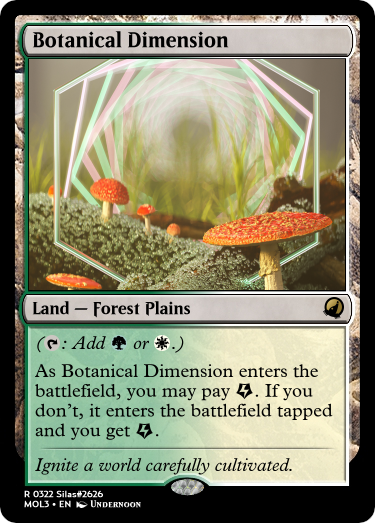 Botanical Dimension
Land — Forest Plains
(: Add or .)
As Botanical Dimension enters the
battlefield, you may pay . If you
don't, it enters the battlefield tapped
and you get .
Ignite a world carefully cultivated.
R 0322 Silas#2626
MOL3 • EN Undernoon